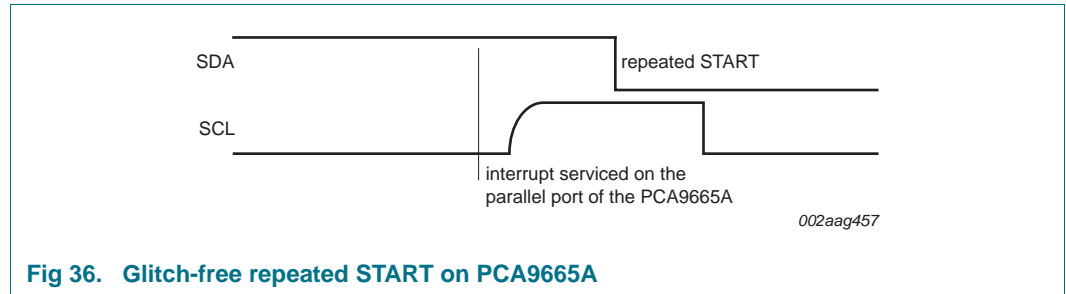 SDA
repeated START
SCL
interrupt serviced on the
parallel port of the PCA9665A
002aag457
Fig 36. Glitch-free repeated START on PCA9665A